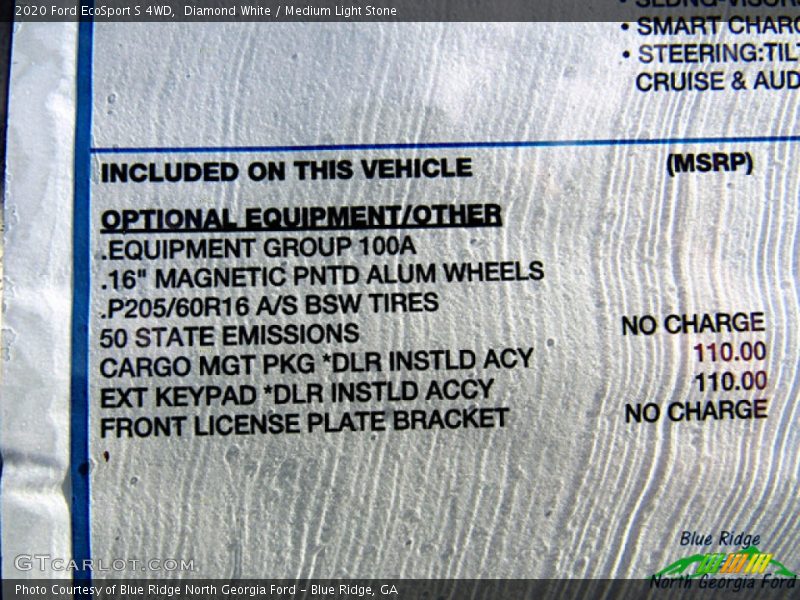 2020 Ford EcoSport S 4WD, Diamond White / Medium Light Stone
• SMART CHARG
• STEERING:TILT
CRUISE & AUD
INCLUDED ON THIS VEHICLE (MSRP)
OPTIONAL EQUIPMENT/OTHER
.EQUIPMENT GROUP 100A
.16" MAGNETIC PNTD ALUM WHEELS
.P205/60R16 A/S BSW TIRES
50 STATE EMISSIONS NO CHARGE
CARGO MGT PKG *DLR INSTLD ACY 110.00
EXT KEYPAD *DLR INSTLD ACCY 110.00
FRONT LICENSE PLATE BRACKET NO CHARGE
Blue Ridge
North Georgia Ford
GTCARLOT.COM
Photo Courtesy of Blue Ridge North Georgia Ford – Blue Ridge, GA